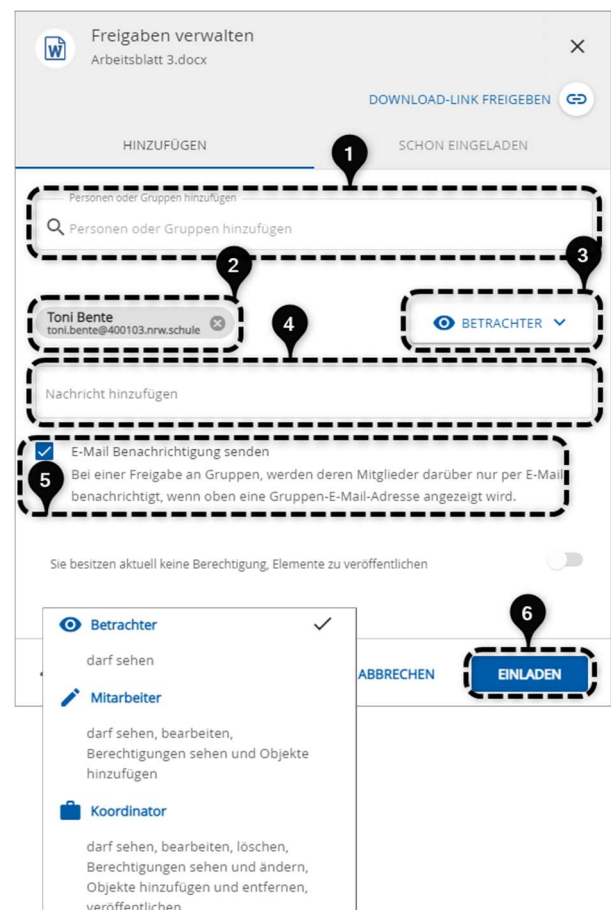 Freigaben verwalten
Arbeitsblatt 3.docx
DOWNLOAD-LINK FREIGEBEN
HINZUFÜGEN
SCHON EINGELADEN
1
Personen oder Gruppen hinzufügen
Personen oder Gruppen hinzufügen
2
3
Toni Bente
toni.bente@400103.nrw.schule
4
BETRACHTER
Nachricht hinzufügen
E-Mail Benachrichtigung senden
5
Bei einer Freigabe an Gruppen, werden deren Mitglieder darüber nur per E-Mail
benachrichtigt, wenn oben eine Gruppen-E-Mail-Adresse angezeigt wird.
Sie besitzen aktuell keine Berechtigung, Elemente zu veröffentlichen
6
Betrachter
darf sehen
ABBRECHEN
EINLADEN
Mitarbeiter
darf sehen, bearbeiten,
Berechtigungen sehen und Objekte
hinzufügen
Koordinator
darf sehen, bearbeiten, löschen,
Berechtigungen sehen und ändern,
Objekte hinzufügen und entfernen,
veröffentlichen